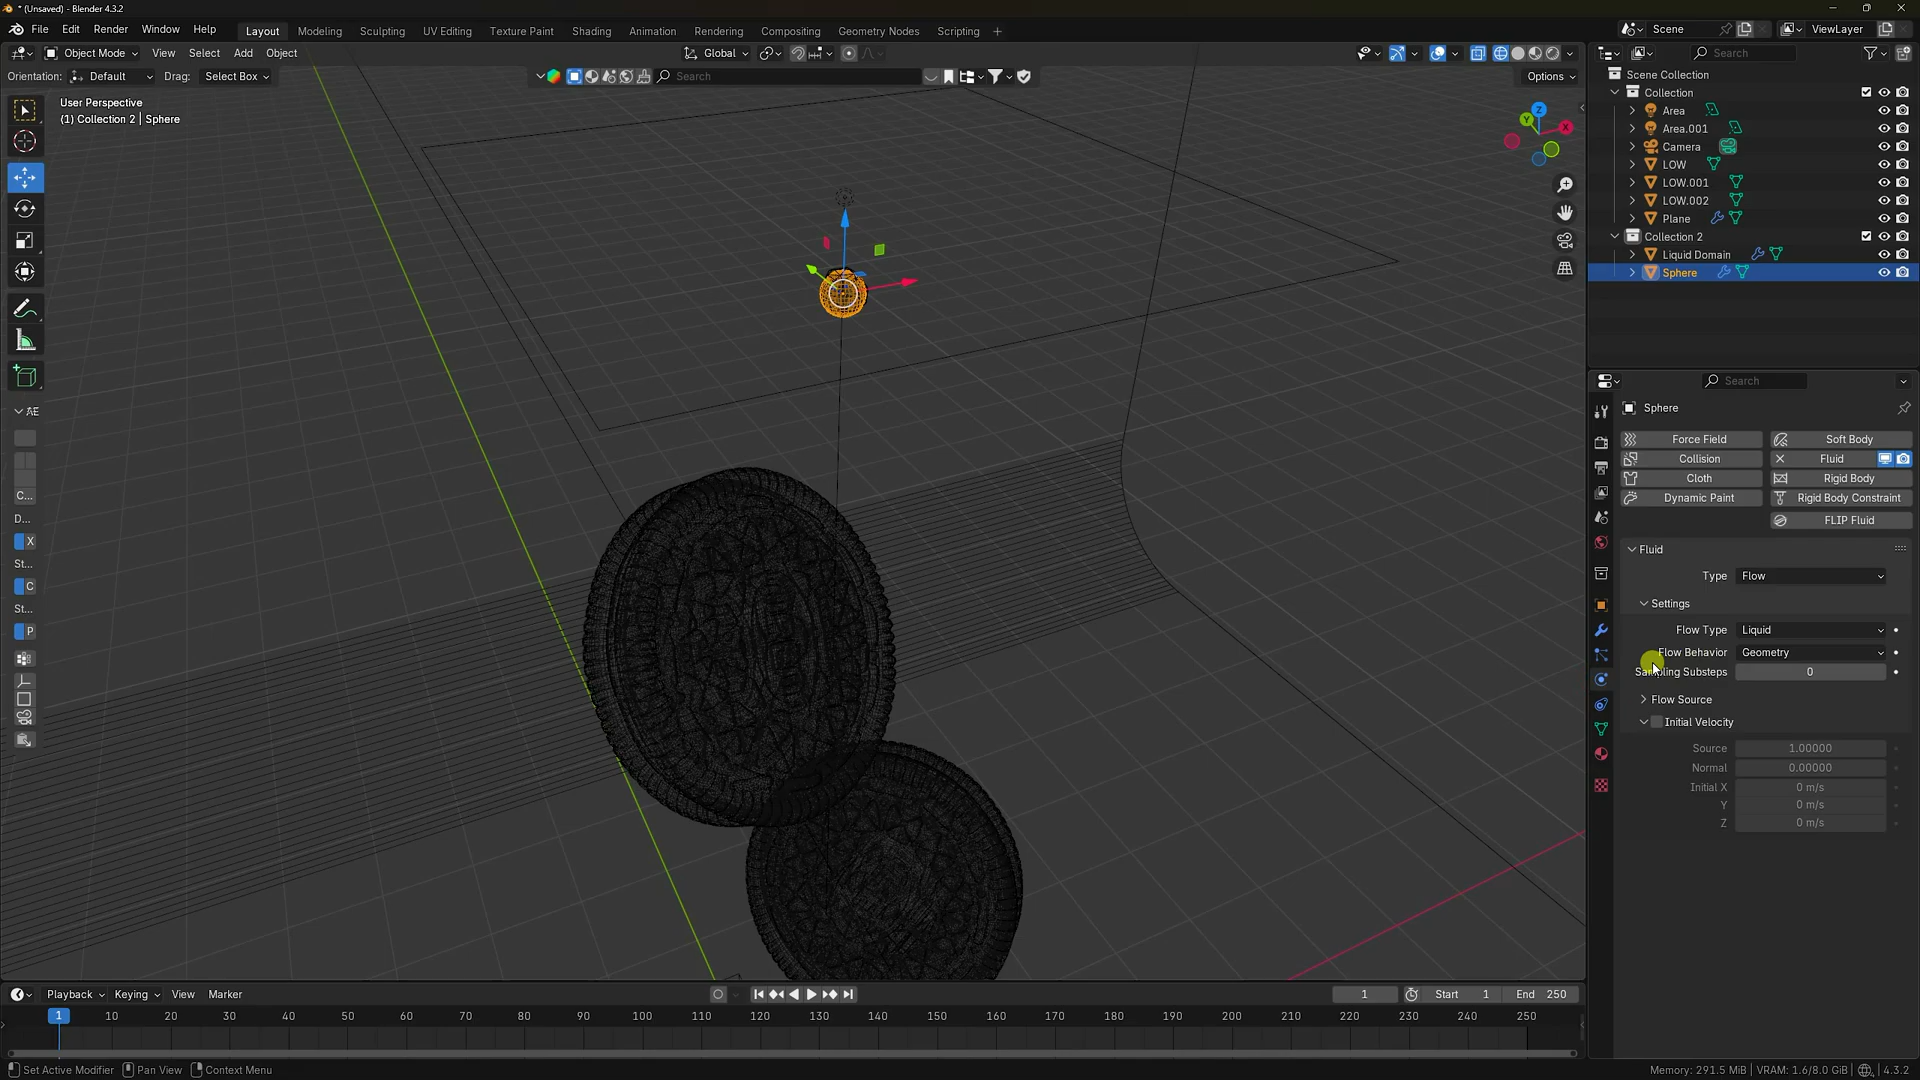 * (Unsaved) - Blender 4.3.2
File Edit Render Window Help Layout Modeling Sculpting UV Editing Texture Paint Shading Animation Rendering Compositing Geometry Nodes Scripting + Scene ViewLayer
Object Mode View Select Add Object Global Search
Orientation: Default Drag: Select Box Search Options
User Perspective
(1) Collection 2 | Sphere
Z
Y
X
Scene Collection
Collection
Area
Area.001
Camera
LOW
LOW.001
LOW.002
Plane
Collection 2
Liquid Domain
Sphere
AE
C...
D...
X
St...
C
St...
P
Search
Sphere
Force Field Soft Body
Collision Fluid
Cloth Rigid Body
Dynamic Paint Rigid Body Constraint
FLIP Fluid
Fluid
Type Flow
Settings
Flow Type Liquid
Flow Behavior Geometry
Sampling Substeps 0
Flow Source
Initial Velocity
Source 1.00000
Normal 0.00000
Initial X 0 m/s
Y 0 m/s
Z 0 m/s
Playback Keying View Marker 1 Start 1 End 250
1 10 20 30 40 50 60 70 80 90 100 110 120 130 140 150 160 170 180 190 200 210 220 230 240 250
Set Active Modifier Pan View Context Menu Memory: 291.5 MiB | VRAM: 1.6/8.0 GiB | 4.3.2